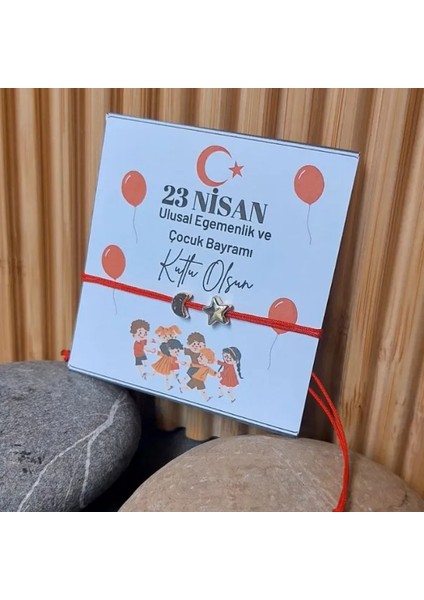 23 NİSAN
Ulusal Egemenlik ve
Çocuk Bayramı
Kutlu Olsun